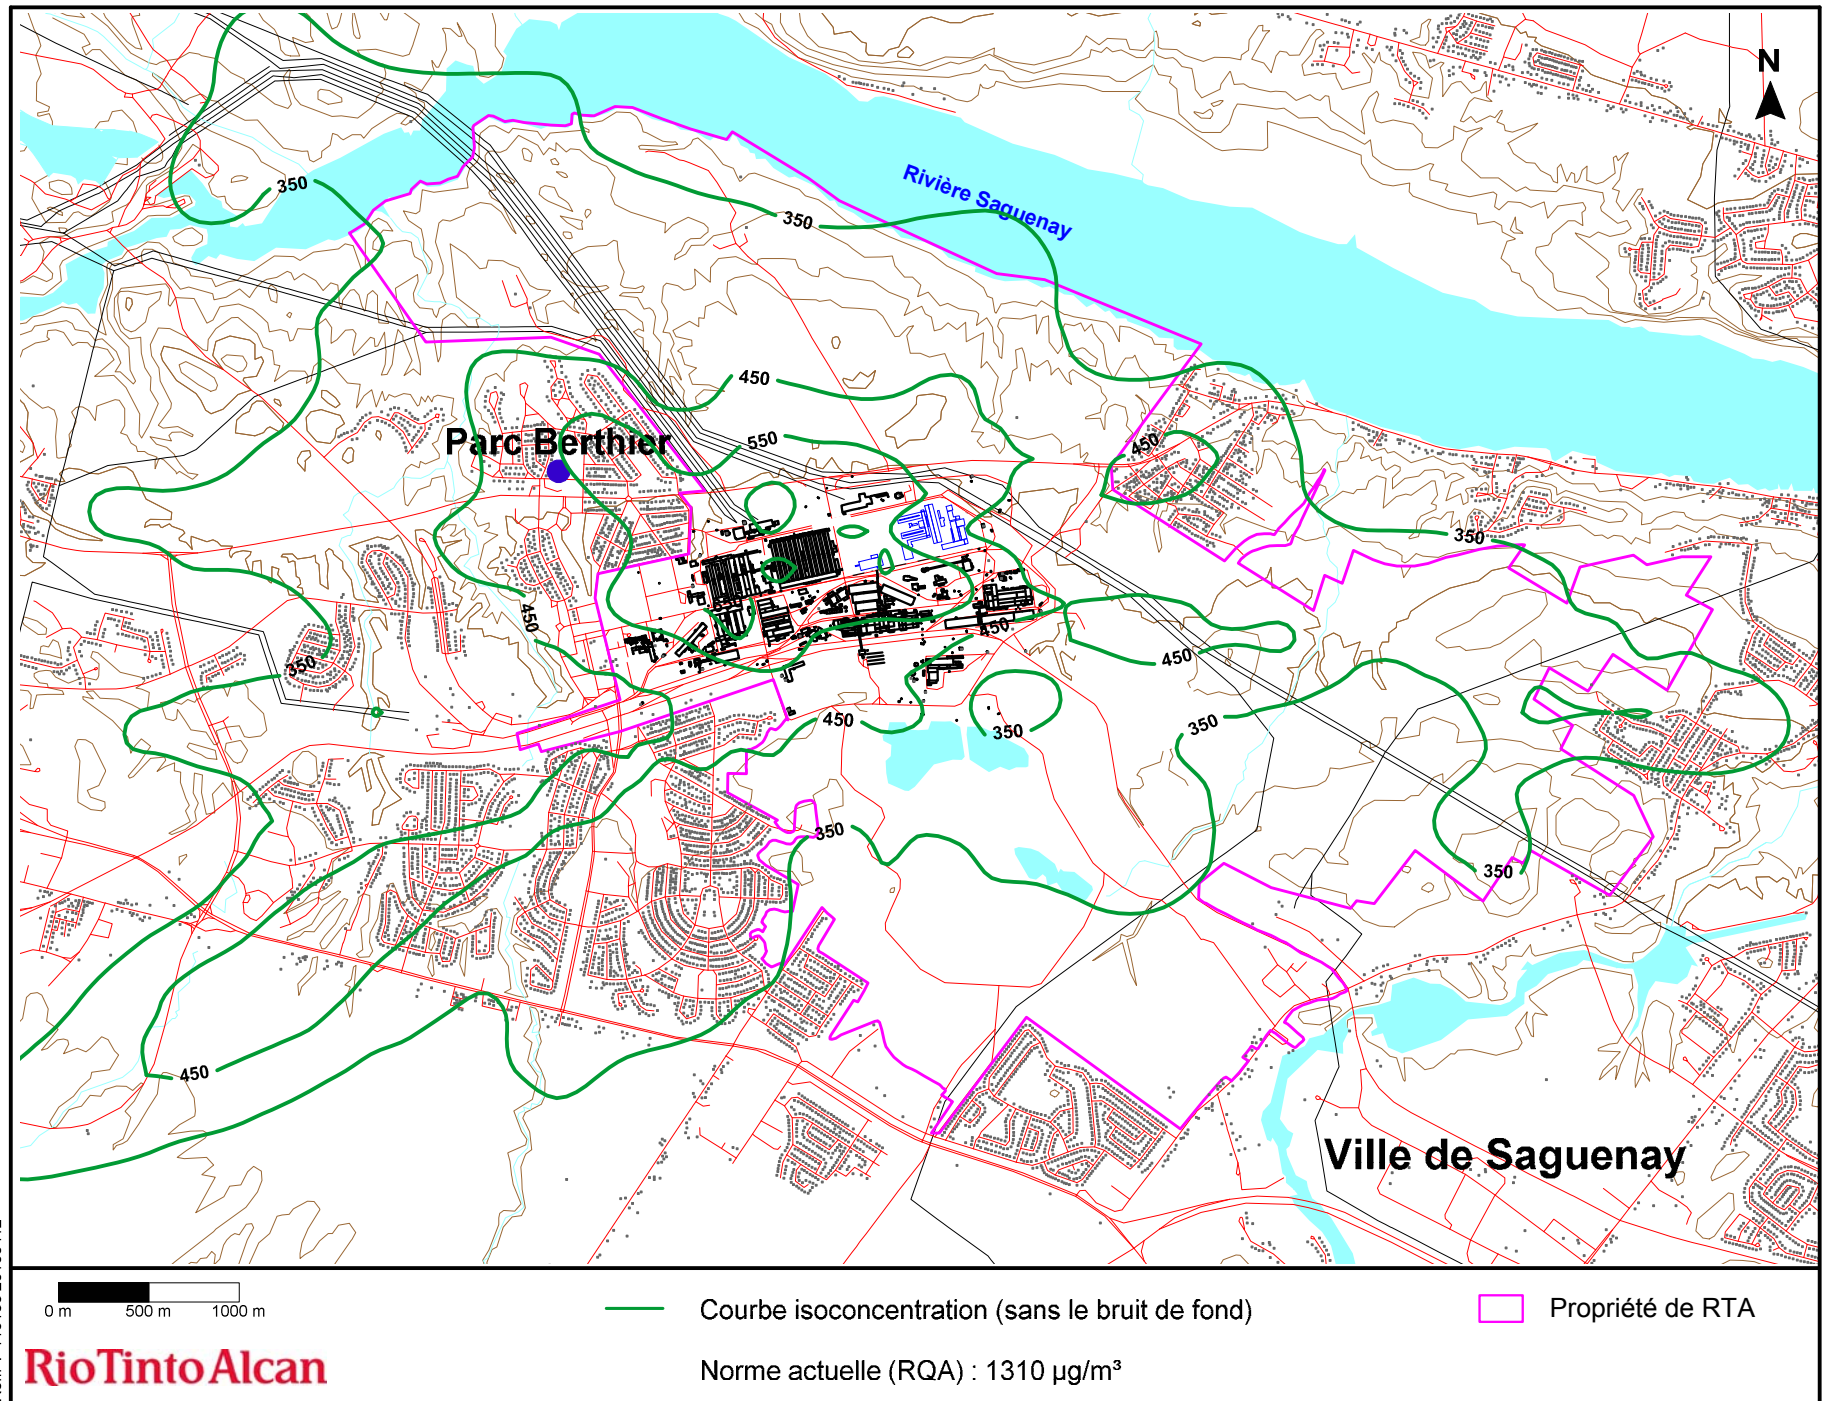 N
350
350
Rivière Saguenay
450
Parc Berthier
550
450
350
450
450
450
350
450
350
350
350
350
450
Ville de Saguenay
0 m 500 m 1000 m
Courbe isoconcentration (sans le bruit de fond)
Propriété de RTA
RioTinto Alcan
Norme actuelle (RQA) : 1310 µg/m³